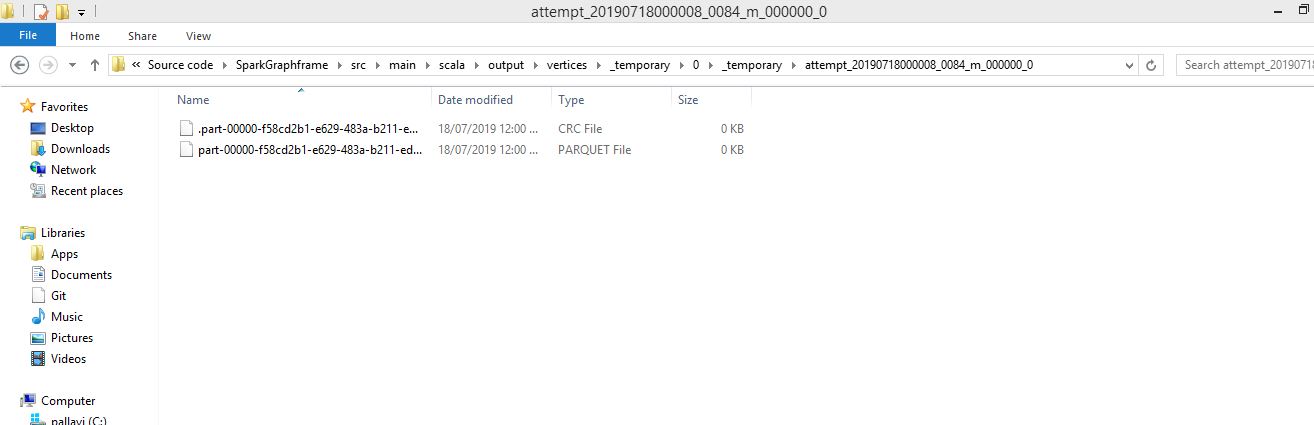 attempt_20190718000008_0084_m_000000_0
File Home Share View
Source code SparkGraphframe src main scala output vertices _temporary 0 _temporary attempt_20190718000008_0084_m_000000_0 Search attempt_2019071
Favorites
Desktop
Downloads
Network
Recent places
Libraries
Apps
Documents
Git
Music
Pictures
Videos
Computer
pallavi (C:)
Name Date modified Type Size
.part-00000-f58cd2b1-e629-483a-b211-e... 18/07/2019 12:00 ... CRC File 0 KB
part-00000-f58cd2b1-e629-483a-b211-ed... 18/07/2019 12:00 ... PARQUET File 0 KB